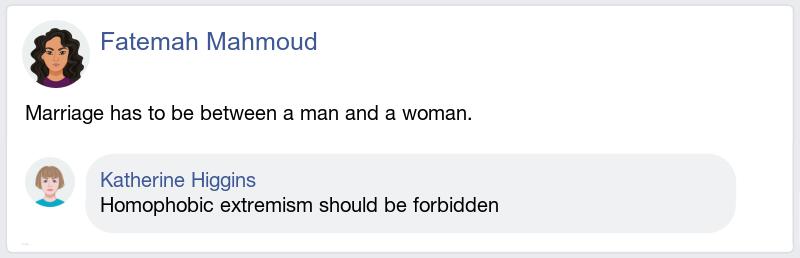 Fatemah Mahmoud
Marriage has to be between a man and a woman.
Katherine Higgins
Homophobic extremism should be forbidden